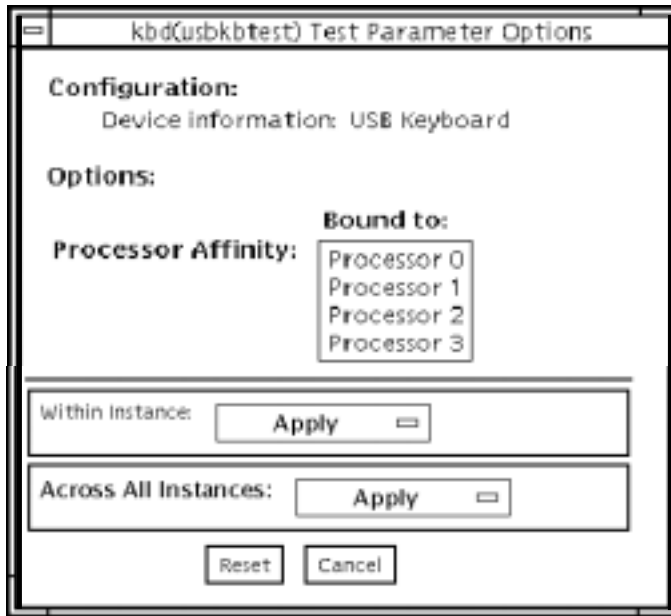 kbd(usbkbtest) Test Parameter Options
Configuration:
Device information: USB Keyboard
Options:
Bound to:
Processor Affinity:
Processor 0
Processor 1
Processor 2
Processor 3
Within Instance:
Apply
Across All Instances:
Apply
Reset
Cancel